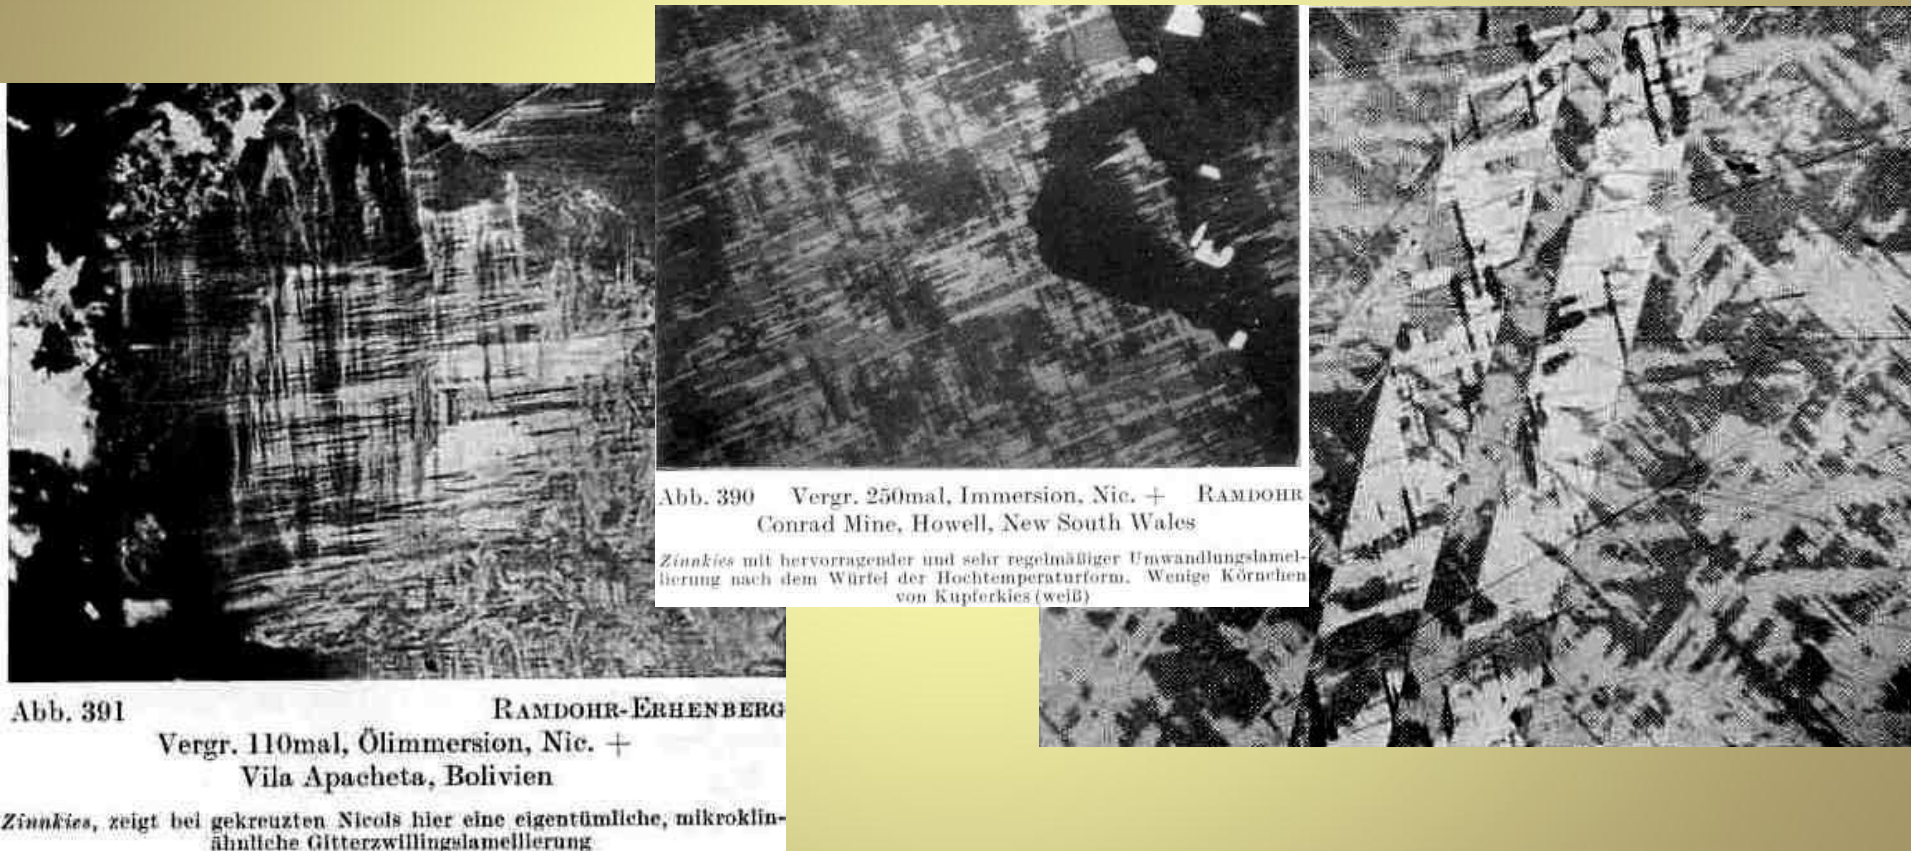 Abb. 390 Vergr. 250mal, Immersion, Nic. + RAMDOHR
Conrad Mine, Howell, New South Wales
Zinnkies mit hervorragender und sehr regelmäßiger Umwandlungslamel-
lierung nach dem Würfel der Hochtemperaturform. Wenige Körnchen
von Kupferkies (weiß)
Abb. 391 RAMDOHR-EHRENBERG
Vergr. 110mal, Ölimmersion, Nic. +
Vila Apacheta, Bolivien
Zinnkies, zeigt bei gekreuzten Nicols hier eine eigentümliche, mikroklin-
ähnliche Gitterzwillingslamellierung